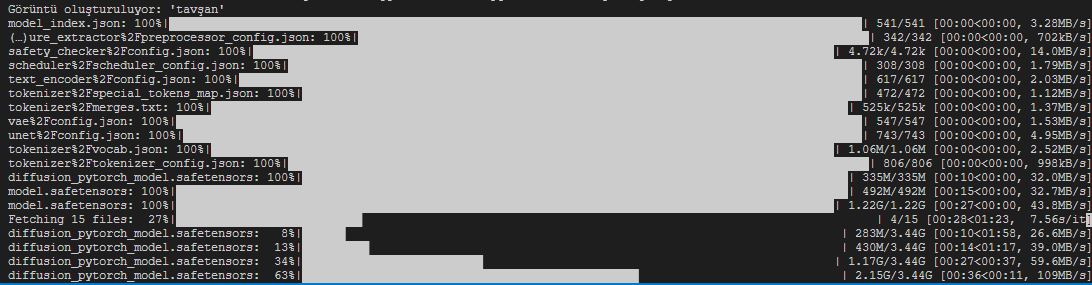 Görüntü oluşturuluyor: 'tavşan'
model_index.json: 100%| | 541/541 [00:00<00:00, 3.28MB/s]
(…)ure_extractor%2Fpreprocessor_config.json: 100%| | 342/342 [00:00<00:00, 702kB/s]
safety_checker%2Fconfig.json: 100%| | 4.72k/4.72k [00:00<00:00, 14.0MB/s]
scheduler%2Fscheduler_config.json: 100%| | 308/308 [00:00<00:00, 1.79MB/s]
text_encoder%2Fconfig.json: 100%| | 617/617 [00:00<00:00, 2.03MB/s]
tokenizer%2Fspecial_tokens_map.json: 100%| | 472/472 [00:00<00:00, 1.12MB/s]
tokenizer%2Fmerges.txt: 100%| | 525k/525k [00:00<00:00, 1.37MB/s]
vae%2Fconfig.json: 100%| | 547/547 [00:00<00:00, 1.53MB/s]
unet%2Fconfig.json: 100%| | 743/743 [00:00<00:00, 4.95MB/s]
tokenizer%2Fvocab.json: 100%| | 1.06M/1.06M [00:00<00:00, 2.52MB/s]
tokenizer%2Ftokenizer_config.json: 100%| | 806/806 [00:00<00:00, 998kB/s]
diffusion_pytorch_model.safetensors: 100%| | 335M/335M [00:10<00:00, 32.0MB/s]
model.safetensors: 100%| | 492M/492M [00:15<00:00, 32.7MB/s]
model.safetensors: 100%| | 1.22G/1.22G [00:27<00:00, 43.8MB/s]
Fetching 15 files: 27%| | 4/15 [00:28<01:23, 7.56s/it]
diffusion_pytorch_model.safetensors: 8%| | 283M/3.44G [00:10<01:58, 26.6MB/s]
diffusion_pytorch_model.safetensors: 13%| | 430M/3.44G [00:14<01:17, 39.0MB/s]
diffusion_pytorch_model.safetensors: 34%| | 1.17G/3.44G [00:27<00:37, 59.6MB/s]
diffusion_pytorch_model.safetensors: 63%| | 2.15G/3.44G [00:36<00:11, 109MB/s]